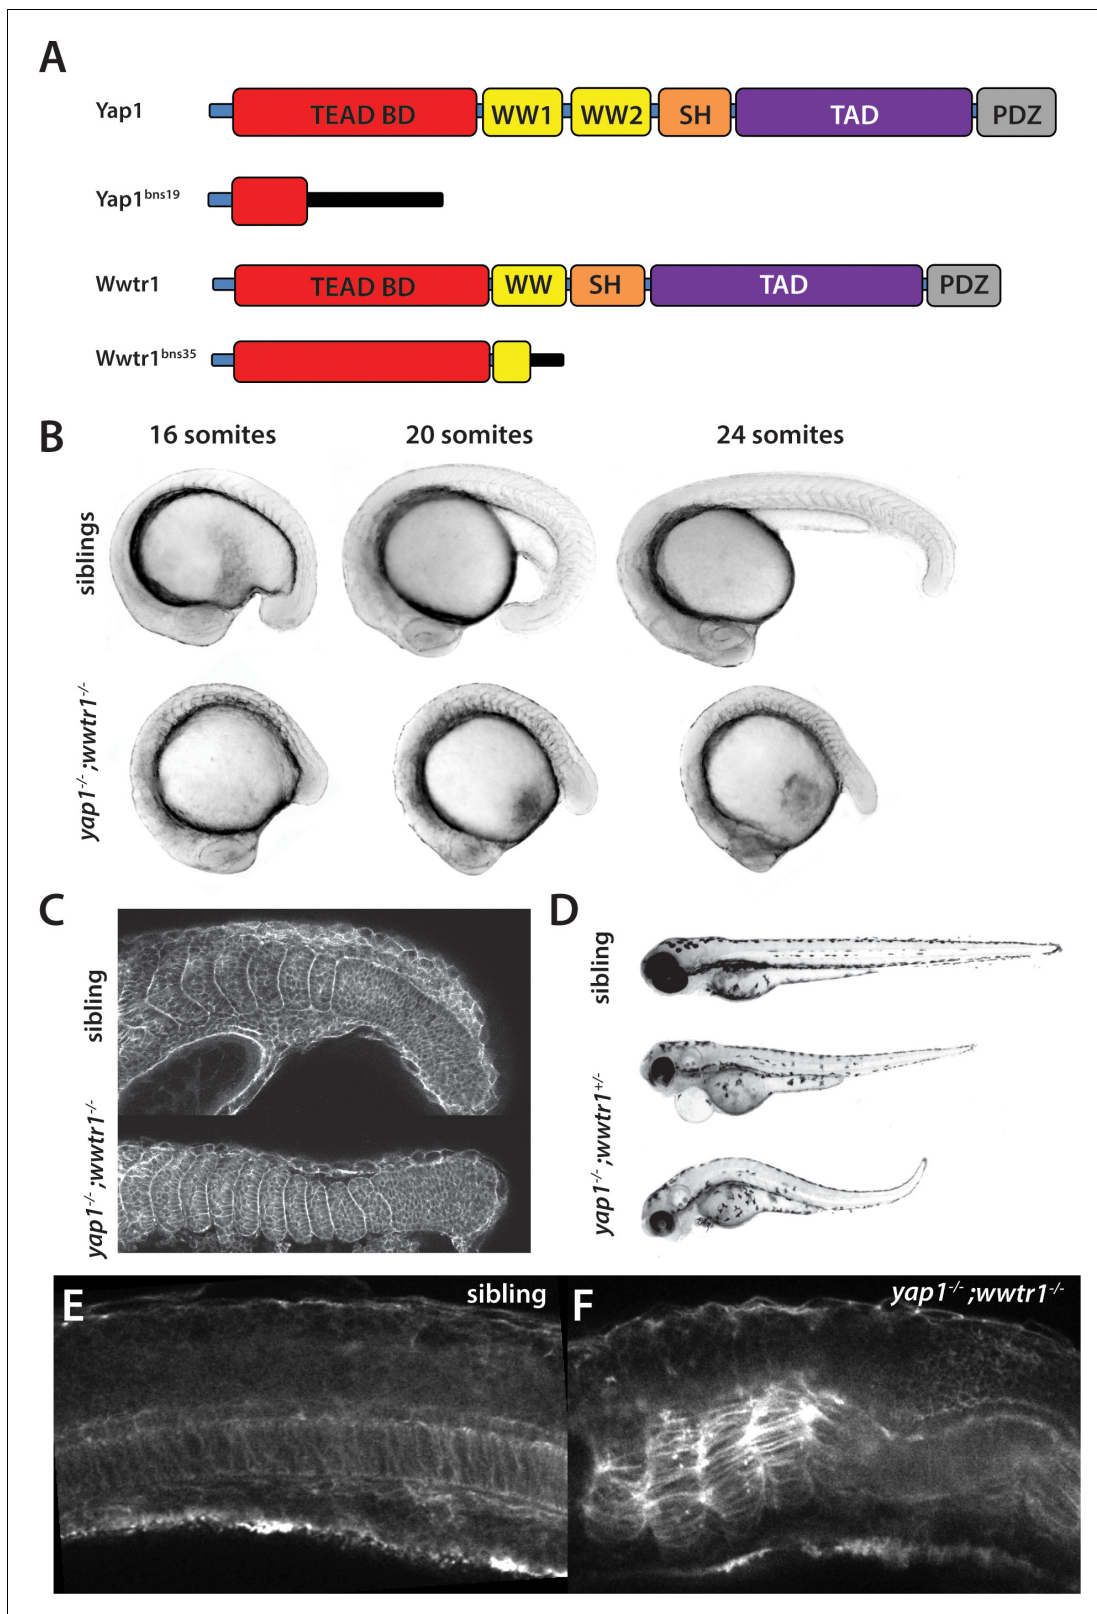 A
Yap1
TEAD BD
WW1
WW2
SH
TAD
PDZ
Yap1bns19
Wwtr1
TEAD BD
WW
SH
TAD
PDZ
Wwtr1bns35
B
16 somites
20 somites
24 somites
siblings
yap1-/-;wwtr1-/-
C
sibling
yap1-/-;wwtr1-/-
D
sibling
yap1-/-;wwtr1+/-
E
sibling
F
yap1-/-;wwtr1-/-